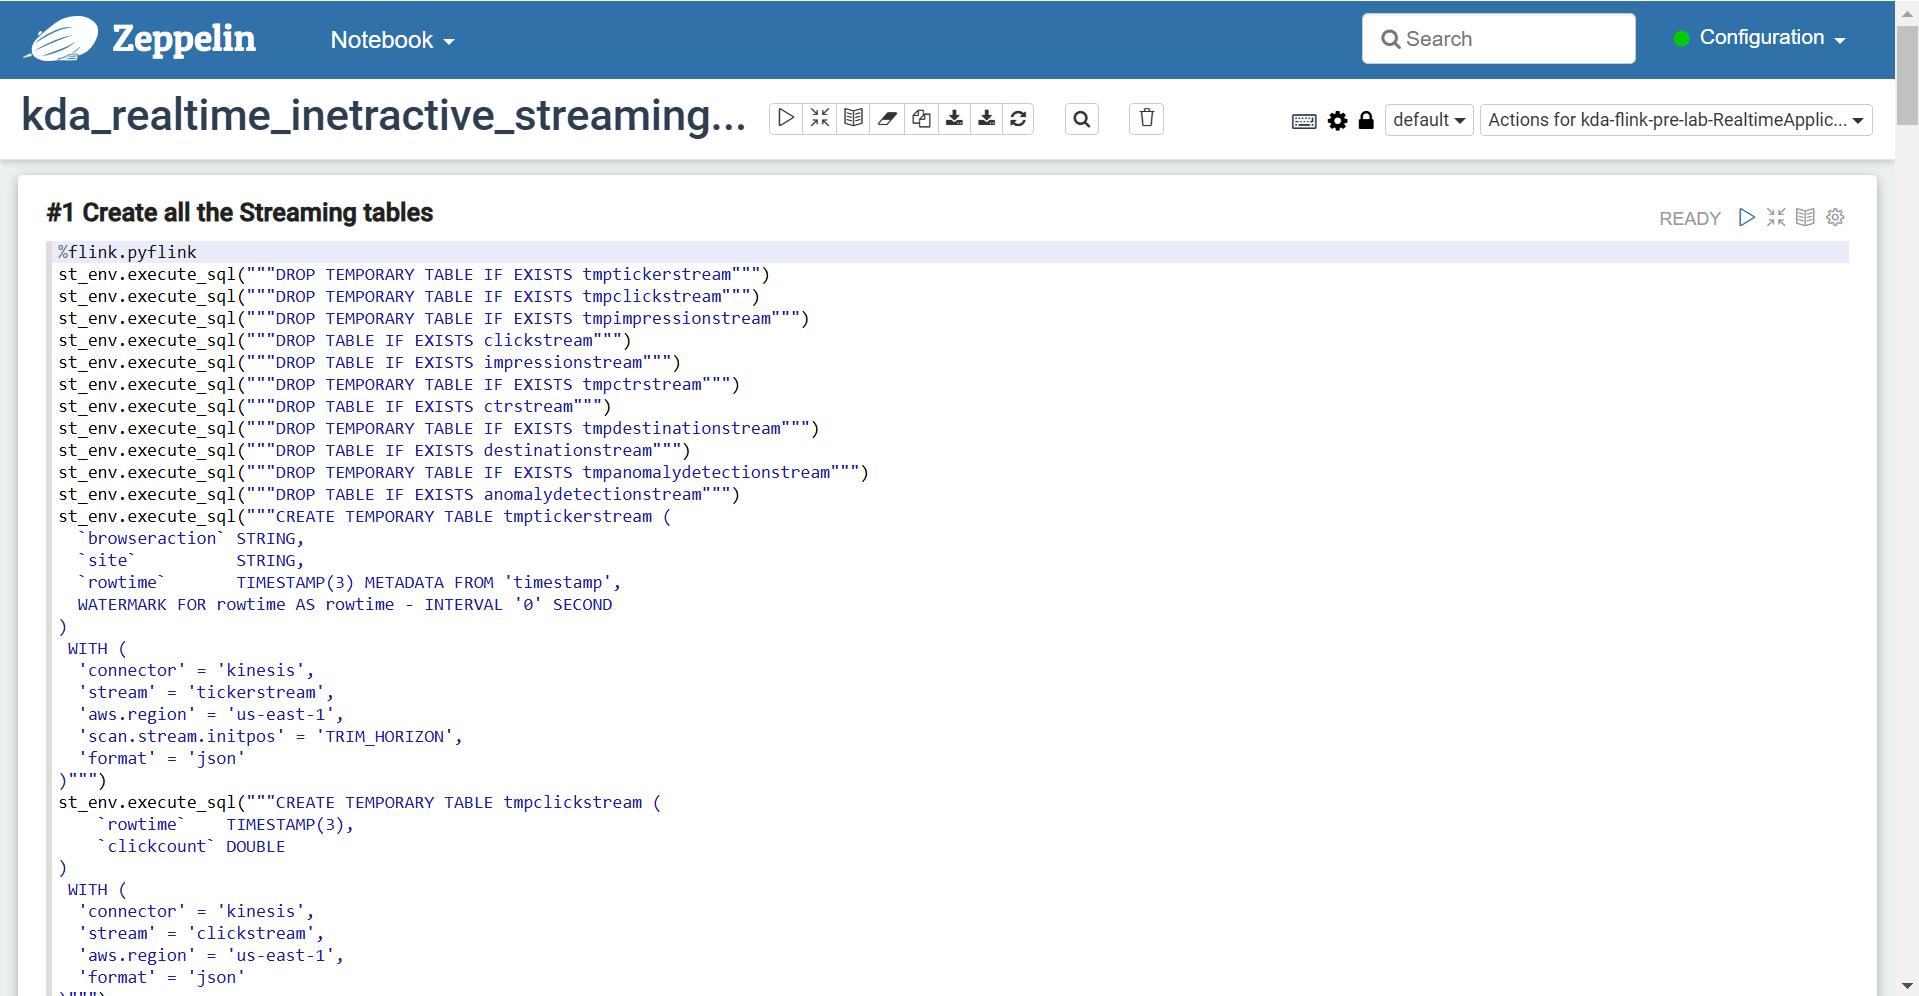 Zeppelin
Notebook
Search
Configuration
kda_realtime_inetractive_streaming...
default
Actions for kda-flink-pre-lab-RealtimeApplic...
#1 Create all the Streaming tables
READY
%flink.pyflink
st_env.execute_sql("""DROP TEMPORARY TABLE IF EXISTS tmptickerstream""")
st_env.execute_sql("""DROP TEMPORARY TABLE IF EXISTS tmpclickstream""")
st_env.execute_sql("""DROP TEMPORARY TABLE IF EXISTS tmpimpressionstream""")
st_env.execute_sql("""DROP TABLE IF EXISTS clickstream""")
st_env.execute_sql("""DROP TABLE IF EXISTS impressionstream""")
st_env.execute_sql("""DROP TEMPORARY TABLE IF EXISTS tmpctrstream""")
st_env.execute_sql("""DROP TABLE IF EXISTS ctrstream""")
st_env.execute_sql("""DROP TEMPORARY TABLE IF EXISTS tmpdestinationstream""")
st_env.execute_sql("""DROP TABLE IF EXISTS destinationstream""")
st_env.execute_sql("""DROP TEMPORARY TABLE IF EXISTS tmpanomalydetectionstream""")
st_env.execute_sql("""DROP TABLE IF EXISTS anomalydetectionstream""")
st_env.execute_sql("""CREATE TEMPORARY TABLE tmptickerstream (
`browseraction` STRING,
`site` STRING,
`rowtime` TIMESTAMP(3) METADATA FROM 'timestamp',
WATERMARK FOR rowtime AS rowtime - INTERVAL '0' SECOND
)
WITH (
'connector' = 'kinesis',
'stream' = 'tickerstream',
'aws.region' = 'us-east-1',
'scan.stream.initpos' = 'TRIM_HORIZON',
'format' = 'json'
)""")
st_env.execute_sql("""CREATE TEMPORARY TABLE tmpclickstream (
`rowtime` TIMESTAMP(3),
`clickcount` DOUBLE
)
WITH (
'connector' = 'kinesis',
'stream' = 'clickstream',
'aws.region' = 'us-east-1',
'format' = 'json'
)""")